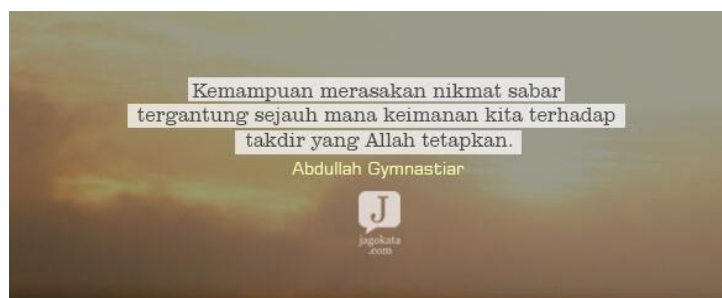 Kemampuan merasakan nikmat sabar
tergantung sejauh mana keimanan kita terhadap
takdir yang Allah tetapkan.
Abdullah Gymnastiar
J
jagokata
.com